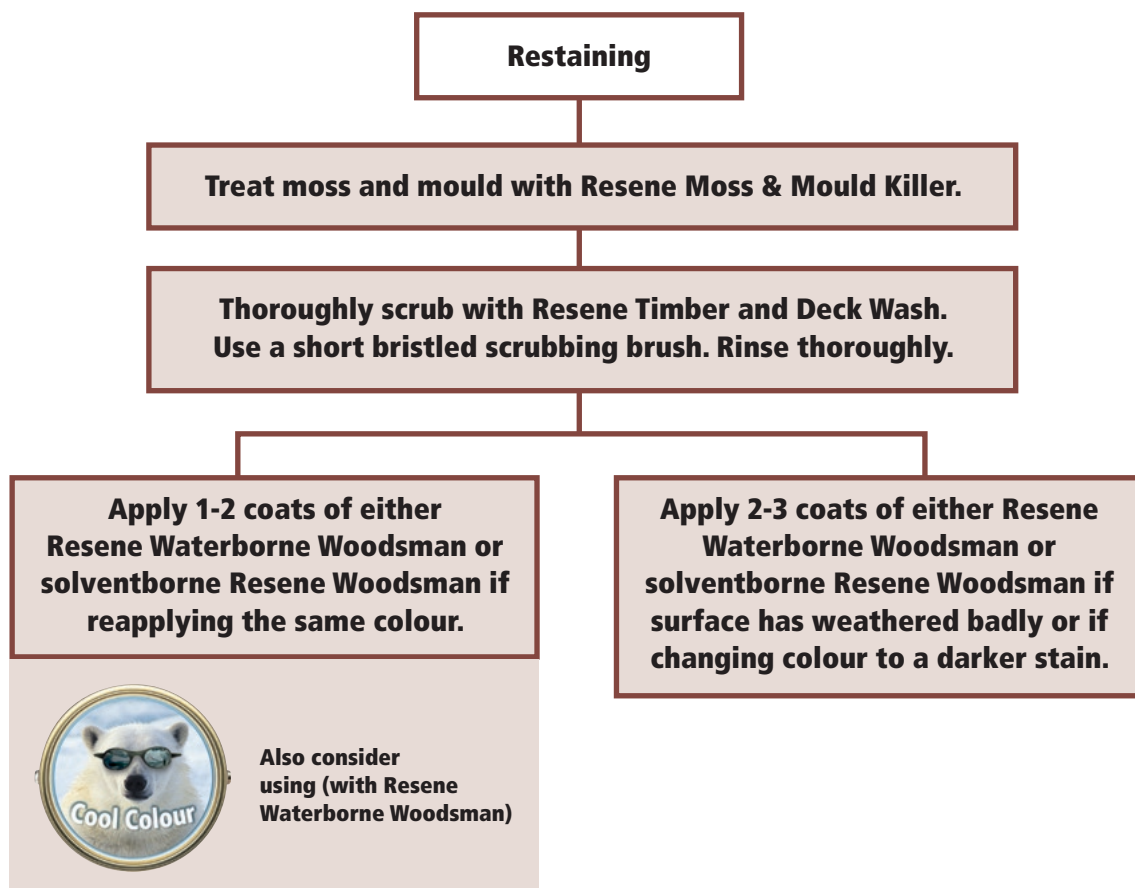 Restaining
Treat moss and mould with Resene Moss & Mould Killer.
Thoroughly scrub with Resene Timber and Deck Wash.
Use a short bristled scrubbing brush. Rinse thoroughly.
Apply 1-2 coats of either
Resene Waterborne Woodsman or
solventborne Resene Woodsman if
reapplying the same colour.
Cool Colour
Also consider
using (with Resene
Waterborne Woodsman)
Apply 2-3 coats of either Resene
Waterborne Woodsman or
solventborne Resene Woodsman if
surface has weathered badly or if
changing colour to a darker stain.